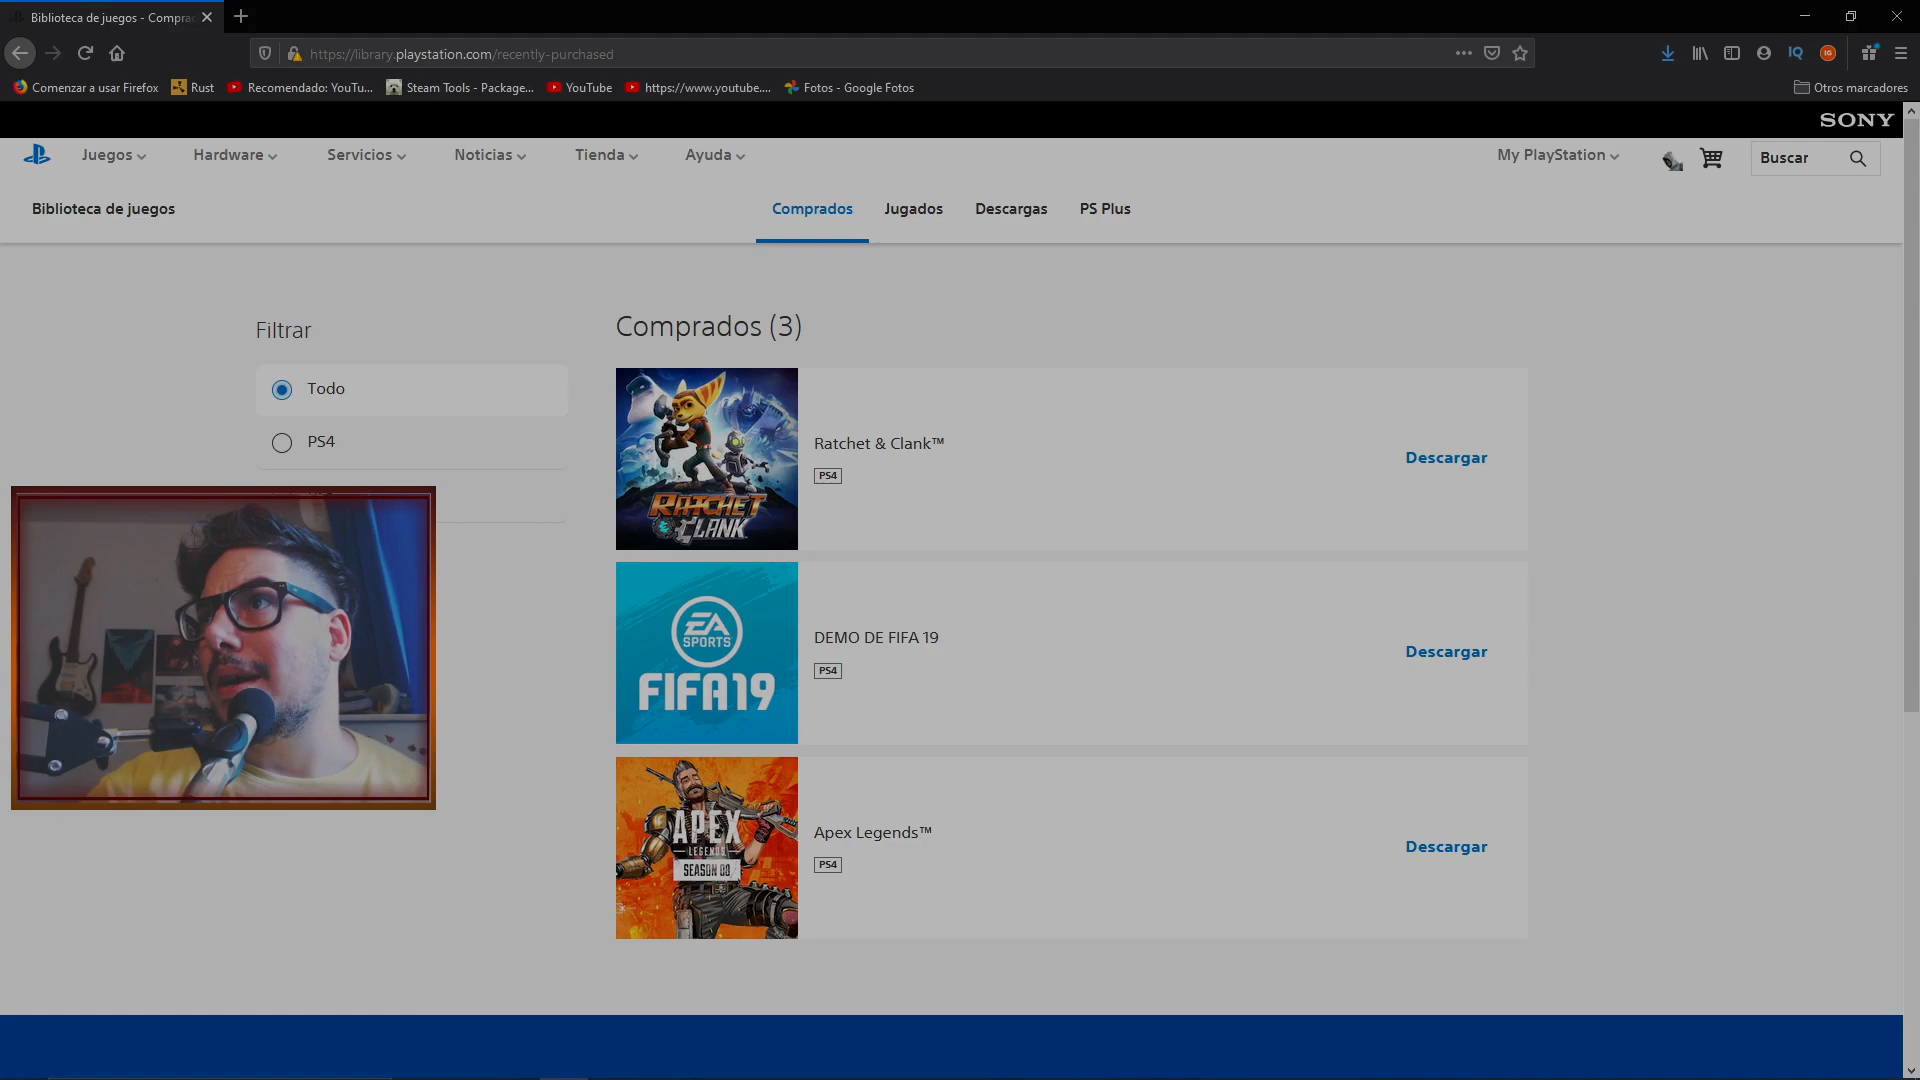 Biblioteca de juegos - Compra
https://library.playstation.com/recently-purchased
Comenzar a usar Firefox
Rust
Recomendado: YouTu...
Steam Tools - Package...
YouTube
https://www.youtube....
Fotos - Google Fotos
Otros marcadores
IQ
IG
SONY
Juegos
Hardware
Servicios
Noticias
Tienda
Ayuda
My PlayStation
Buscar
Biblioteca de juegos
Comprados
Jugados
Descargas
PS Plus
Filtrar
Todo
PS4
Comprados (3)
RATCHET
CLANK
Ratchet & Clank™
PS4
Descargar
EA
SPORTS
FIFA19
DEMO DE FIFA 19
PS4
Descargar
APEX
LEGENDS
SEASON 08
Apex Legends™
PS4
Descargar